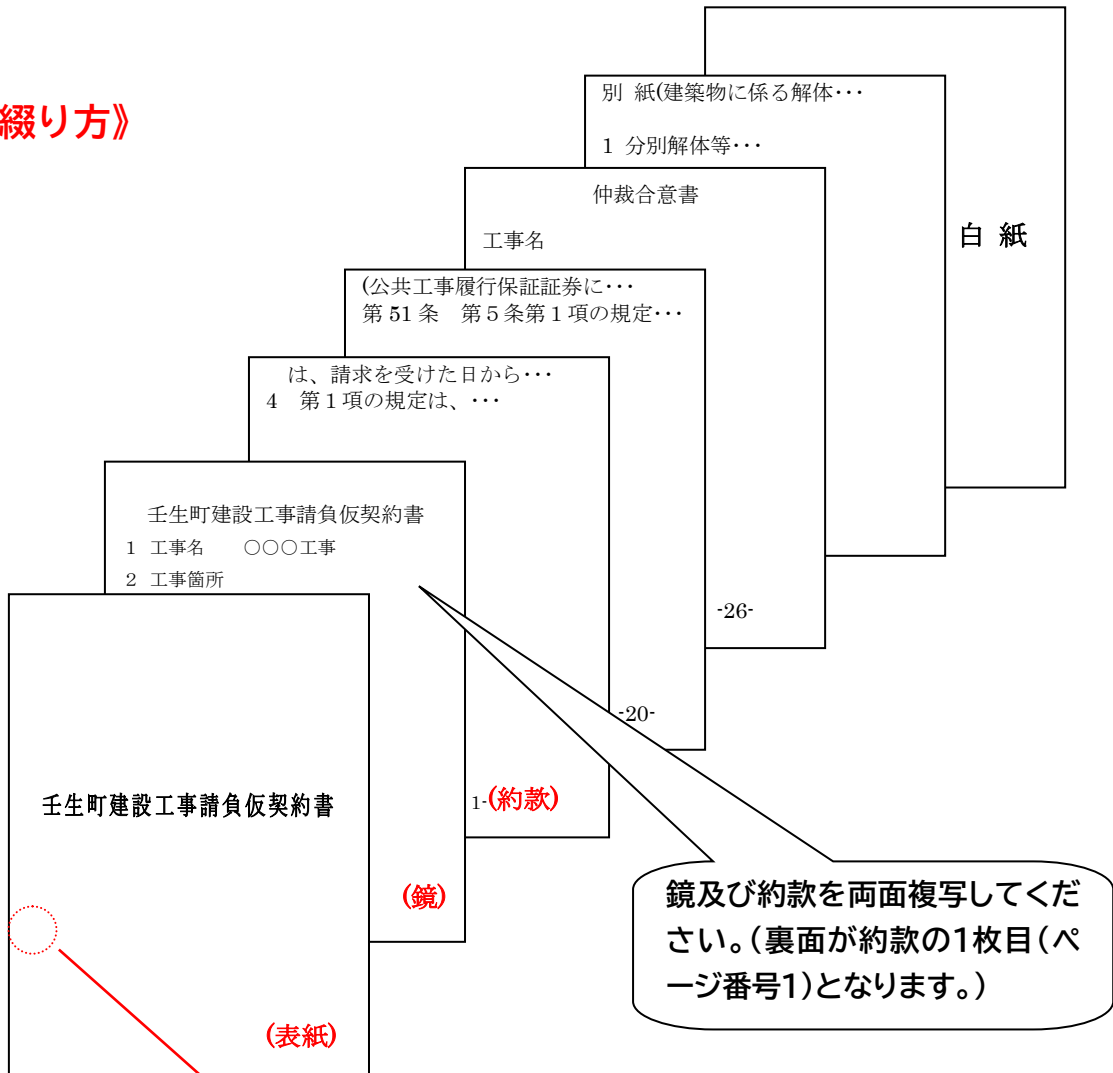 綴り方》
別 紙(建築物に係る解体・・・
1 分別解体等・・・
白 紙
仲裁合意書
工事名
(公共工事履行保証証券に・・・
第 51 条　第５条第１項の規定・・・
は、請求を受けた日から・・・
4　第１項の規定は、・・・
壬生町建設工事請負仮契約書
1 工事名　　○○○工事
2 工事箇所
-26-
-20-
壬生町建設工事請負仮契約書
1-(約款)
(鏡)
鏡及び約款を両面複写してくだ
さい。（裏面が約款の1枚目（ペ
ージ番号1）となります。）
(表紙)